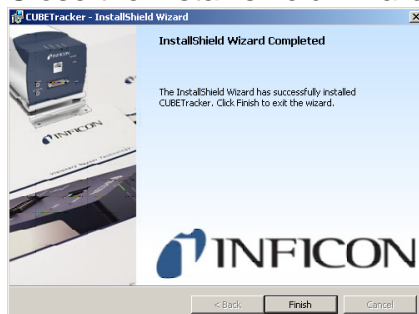 CUBETracker - InstallShield Wizard
InstallShield Wizard Completed
The InstallShield Wizard has successfully installed
CUBETracker. Click Finish to exit the wizard.
INFICON
INFICON
< Back
Finish
Cancel